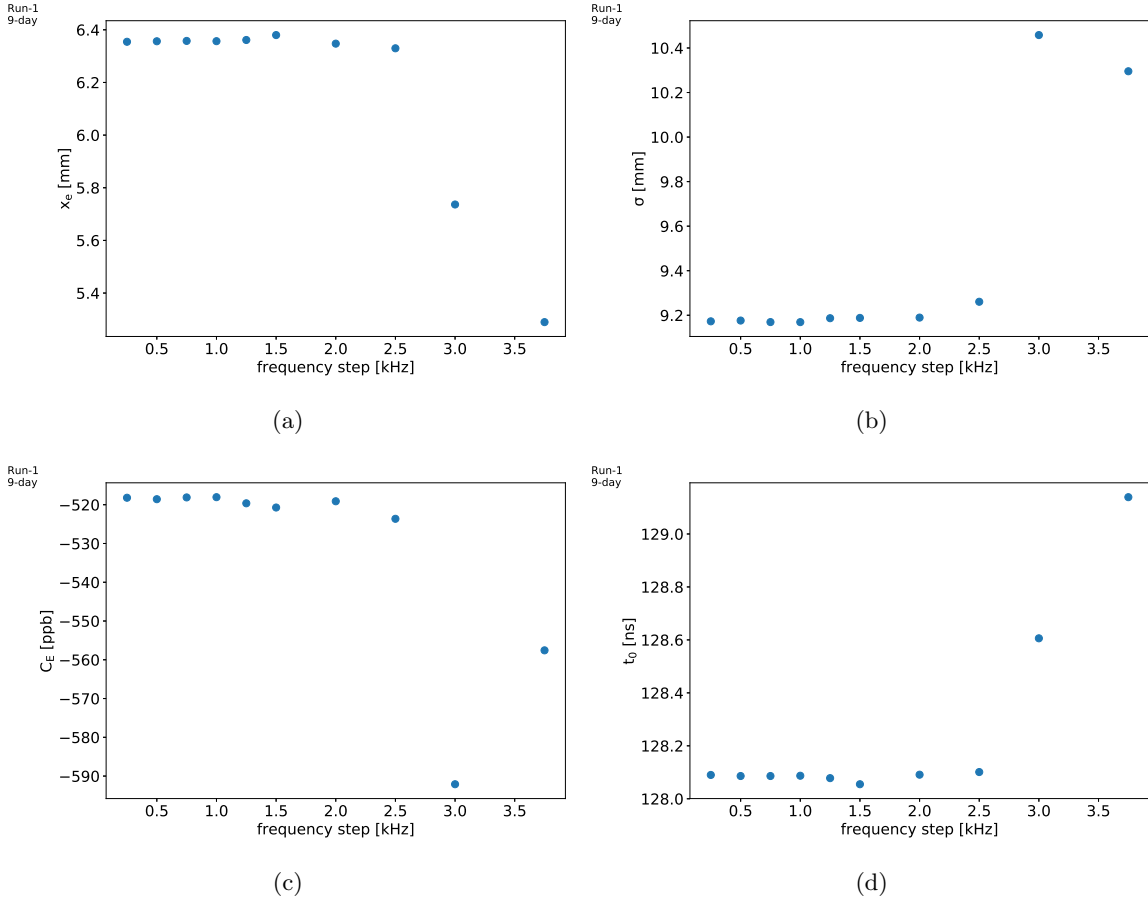 Run-1
9-day
6.4
6.2
6.0
5.8
5.6
5.4
x_e [mm]
0.5 1.0 1.5 2.0 2.5 3.0 3.5
frequency step [kHz]
(a)
Run-1
9-day
10.4
10.2
10.0
9.8
9.6
9.4
9.2
σ [mm]
0.5 1.0 1.5 2.0 2.5 3.0 3.5
frequency step [kHz]
(b)
Run-1
9-day
−520
−530
−540
−550
−560
−570
−580
−590
C_E [ppb]
0.5 1.0 1.5 2.0 2.5 3.0 3.5
frequency step [kHz]
(c)
Run-1
9-day
129.0
128.8
128.6
128.4
128.2
128.0
t_0 [ns]
0.5 1.0 1.5 2.0 2.5 3.0 3.5
frequency step [kHz]
(d)